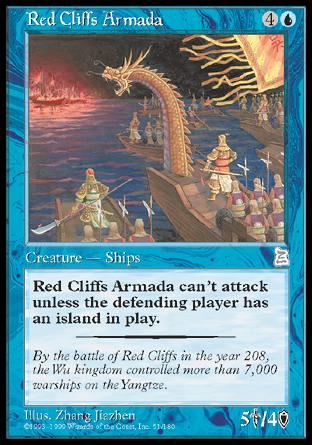 Red Cliffs Armada 4
Creature — Ships
Red Cliffs Armada can't attack
unless the defending player has
an island in play.
By the battle of Red Cliffs in the year 208,
the Wu kingdom controlled more than 7,000
warships on the Yangtze.
Illus. Zhang Jiazhen
©1993-1999 Wizards of the Coast, Inc. 51/180
5/4